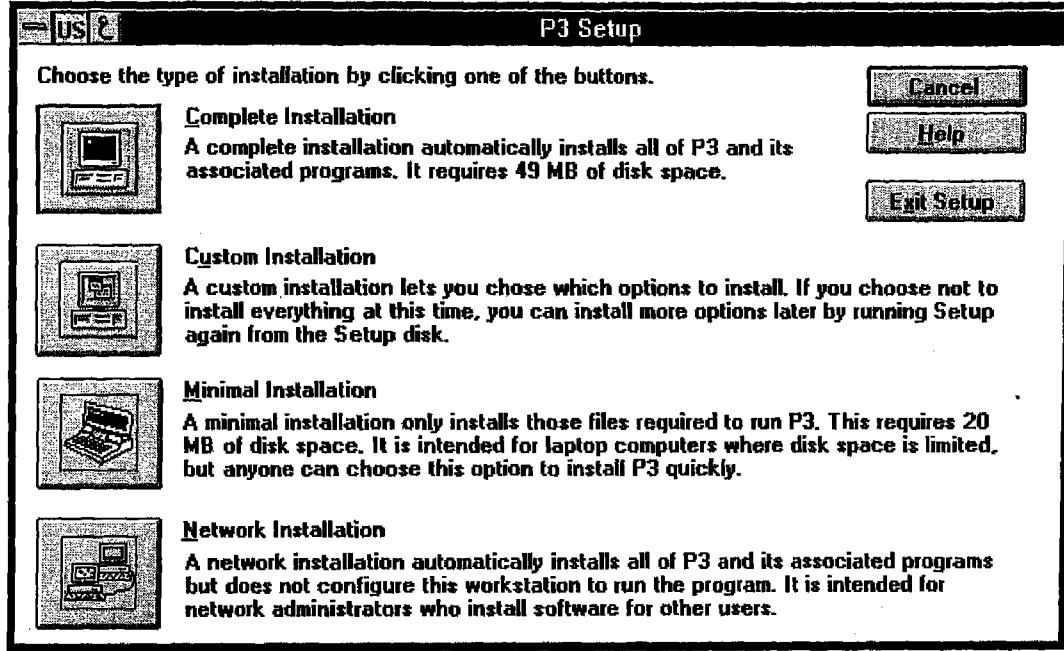 US
P3 Setup
Choose the type of installation by clicking one of the buttons.
Cancel
Complete Installation
Help
A complete installation automatically installs all of P3 and its
associated programs. It requires 49 MB of disk space.
Exit Setup
Custom Installation
A custom installation lets you chose which options to install. If you choose not to
install everything at this time, you can install more options later by running Setup
again from the Setup disk.
Minimal Installation
A minimal installation only installs those files required to run P3. This requires 20
MB of disk space. It is intended for laptop computers where disk space is limited,
but anyone can choose this option to install P3 quickly.
Network Installation
A network installation automatically installs all of P3 and its associated programs
but does not configure this workstation to run the program. It is intended for
network administrators who install software for other users.